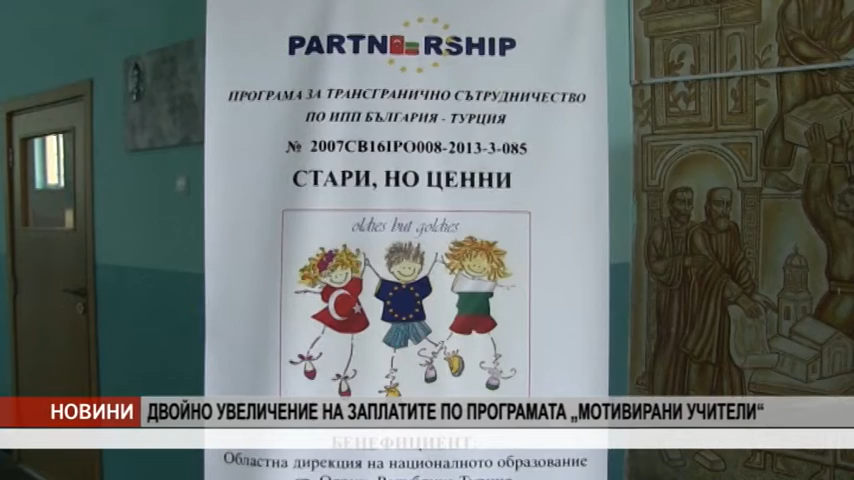 PARTNERSHIP
ПРОГРАМА ЗА ТРАНСГРАНИЧНО СЪТРУДНИЧЕСТВО
ПО ИПП БЪЛГАРИЯ - ТУРЦИЯ
№ 2007CB16IPO008-2013-3-085
СТАРИ, НО ЦЕННИ
oldies but goldies
НОВИНИ ДВОЙНО УВЕЛИЧЕНИЕ НА ЗАПЛАТИТЕ ПО ПРОГРАМАТА „МОТИВИРАНИ УЧИТЕЛИ“
БЕНЕФИЦИЕНТ
Областна дирекция на националното образование